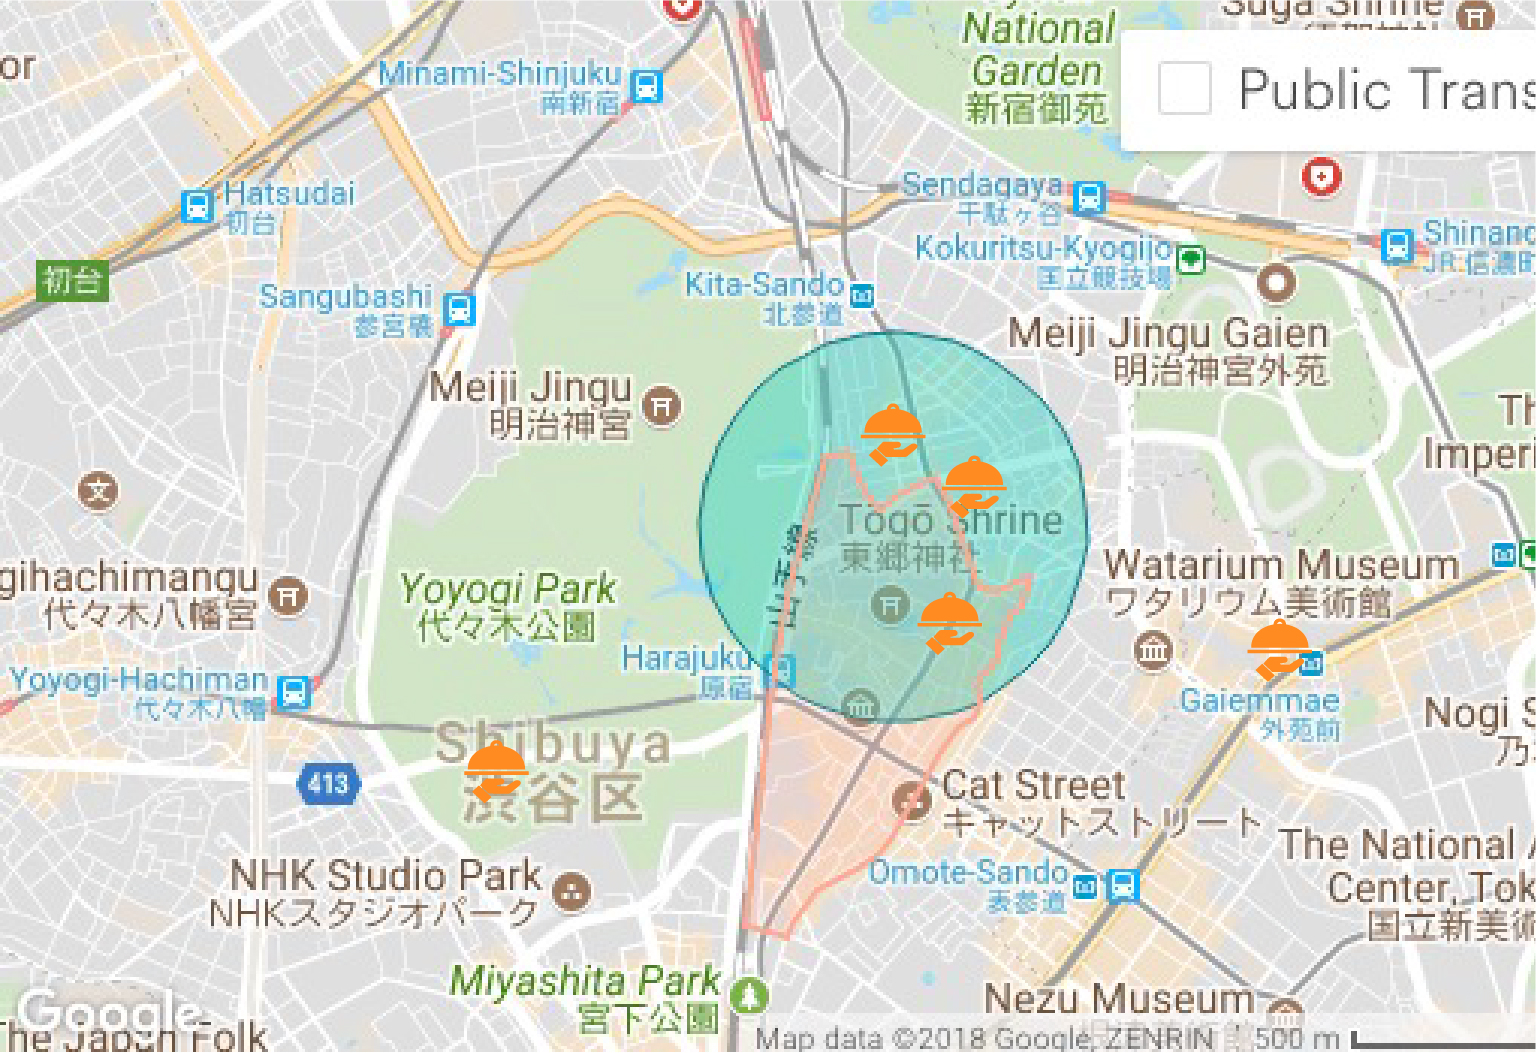 Suga Shrine
National
Garden
新宿御苑
Public Trans
or
Minami-Shinjuku
南新宿
Hatsudai
初台
初台
Sendagaya
千駄ヶ谷
Kokuritsu-Kyogijo
国立競技場
Shinano
JR 信濃町
Sangubashi
参宮橋
Kita-Sando
北参道
Meiji Jingu Gaien
明治神宮外苑
Meiji Jingu
明治神宮
Imperi
Tōgō Shrine
東郷神社
山手線
gihachimangu
代々木八幡宮
Yoyogi Park
代々木公園
Watarium Museum
ワタリウム美術館
Harajuku
原宿
Yoyogi-Hachiman
代々木八幡
Gaiemmae
外苑前
Nogi S
乃
Shibuya
渋谷区
413
Cat Street
キャットストリート
The National
Center, Tok
国立新美術
NHK Studio Park
NHKスタジオパーク
Omote-Sando
表参道
Miyashita Park
宮下公園
Nezu Museum
Google
The Japan Folk
Map data ©2018 Google, ZENRIN
500 m